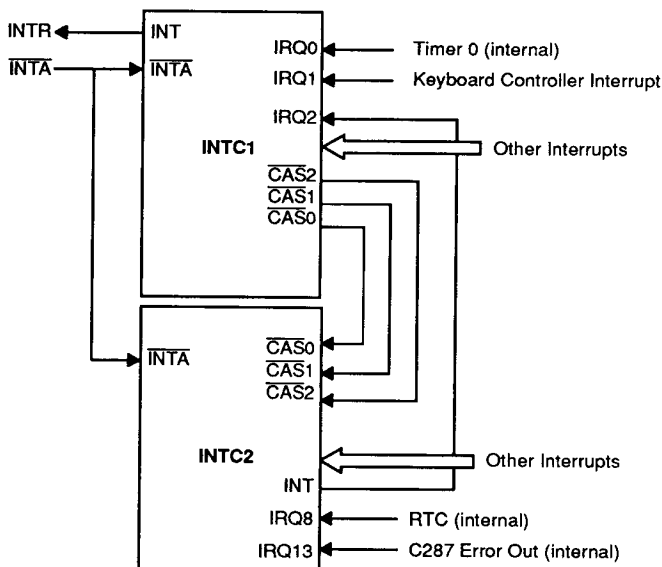 INTR
INT
INTA
INTA
IRQ0
Timer 0 (internal)
IRQ1
Keyboard Controller Interrupt
IRQ2
INTC1
Other Interrupts
CAS2
CAS1
CAS0
INTA
CAS0
CAS1
CAS2
INTC2
Other Interrupts
INT
IRQ8
RTC (internal)
IRQ13
C287 Error Out (internal)